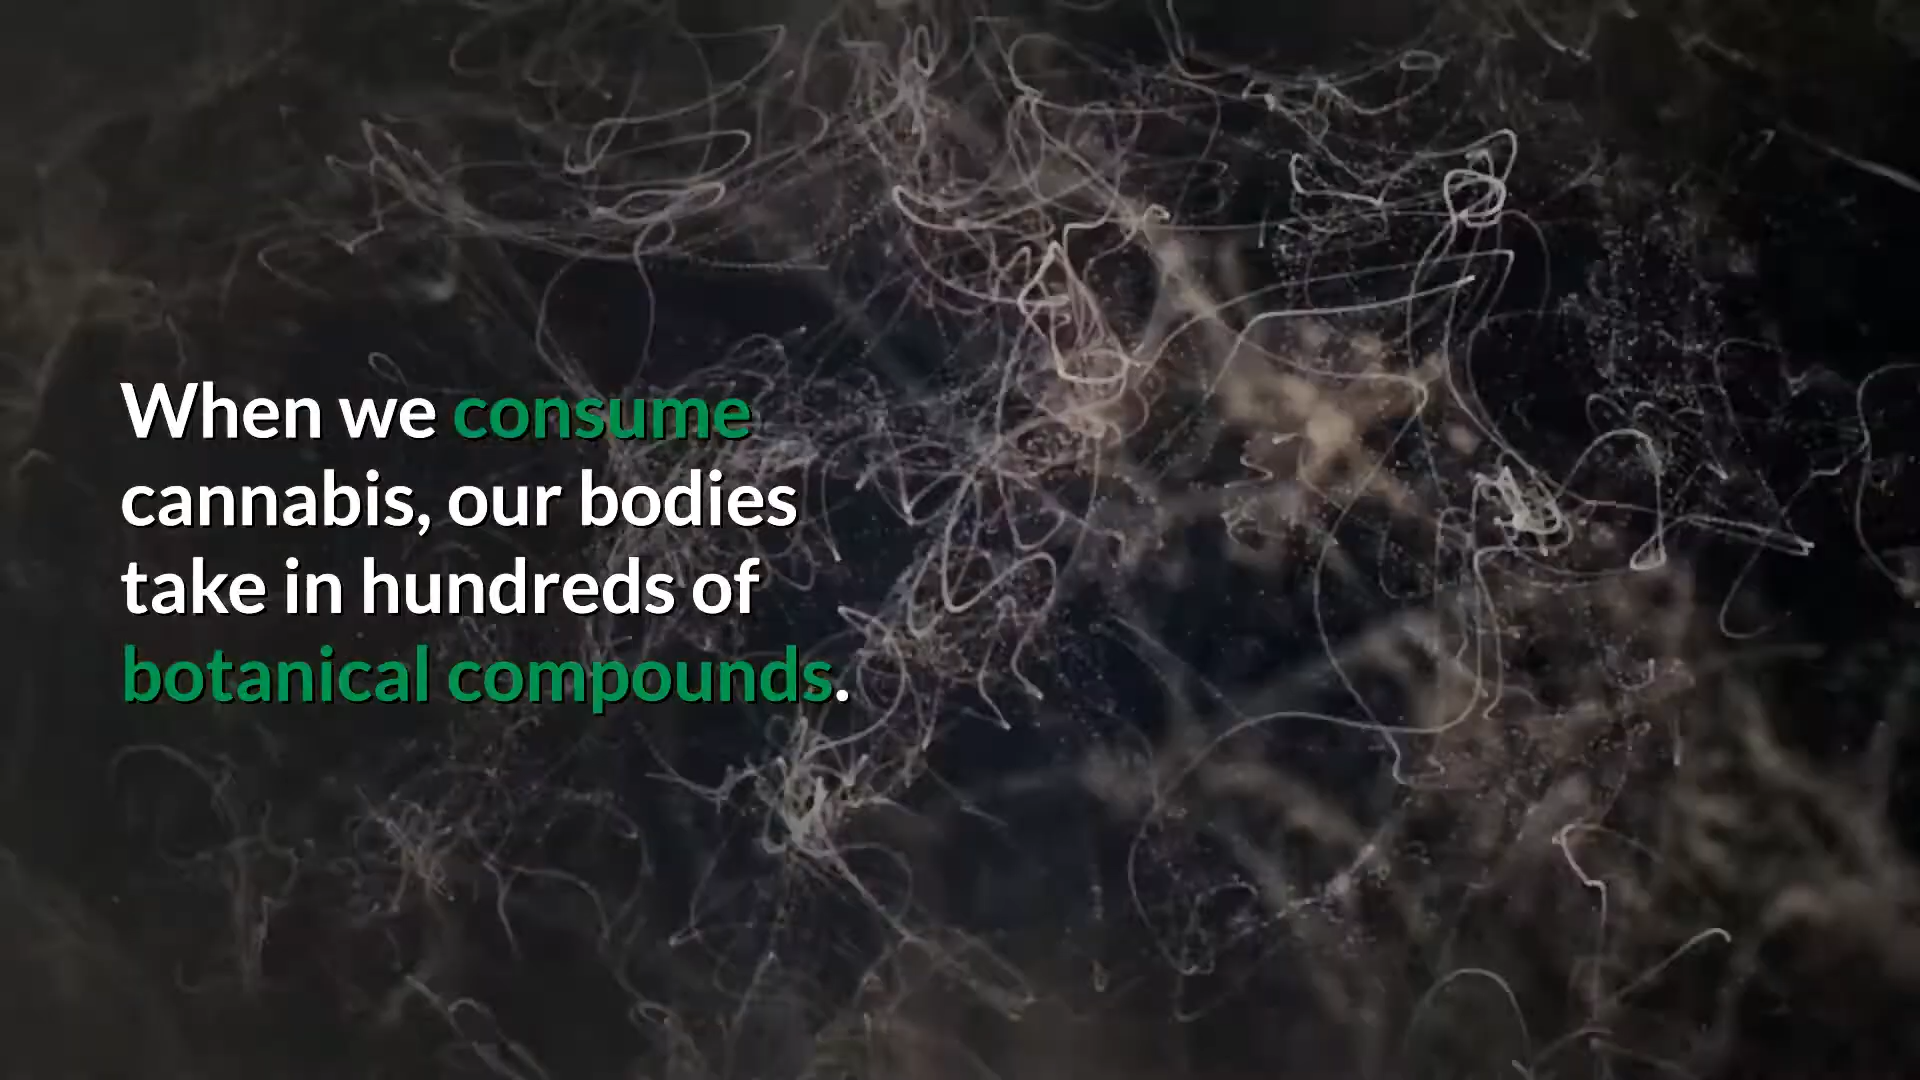 When we consume
cannabis, our bodies
take in hundreds of
botanical compounds.